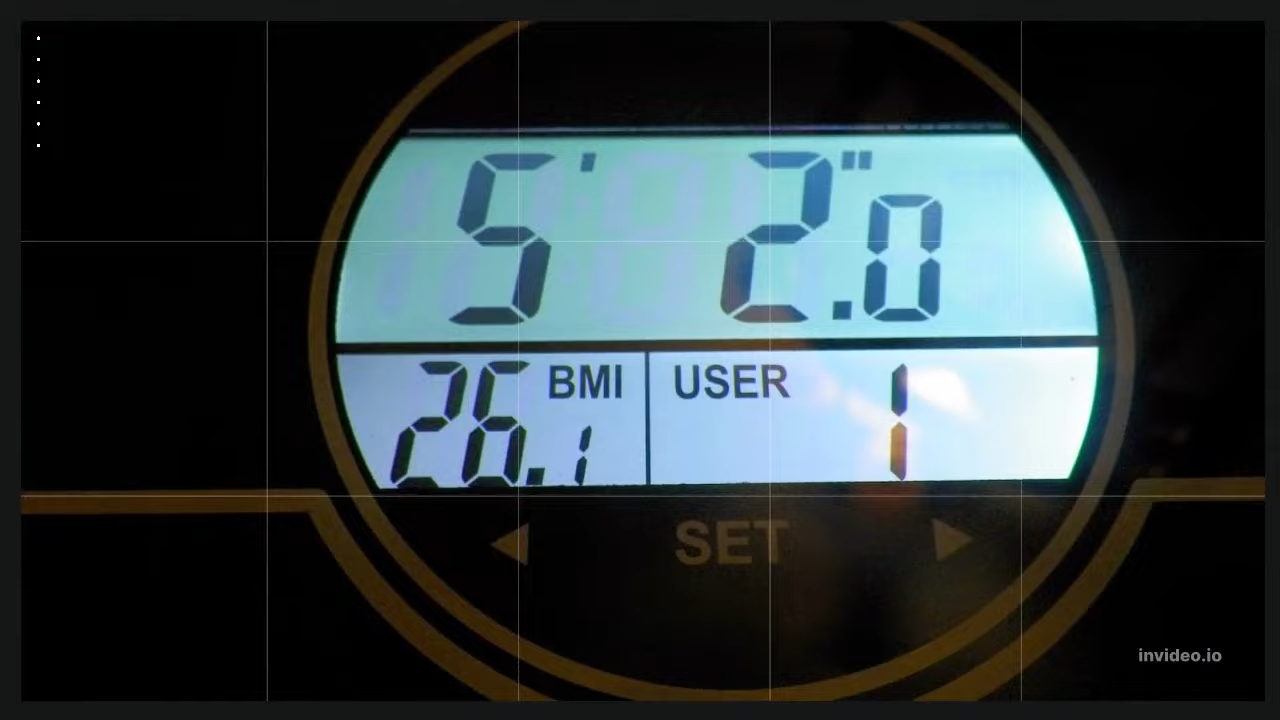 5' 2.0"
26.1 BMI USER 1
◀ SET ▶
invideo.io